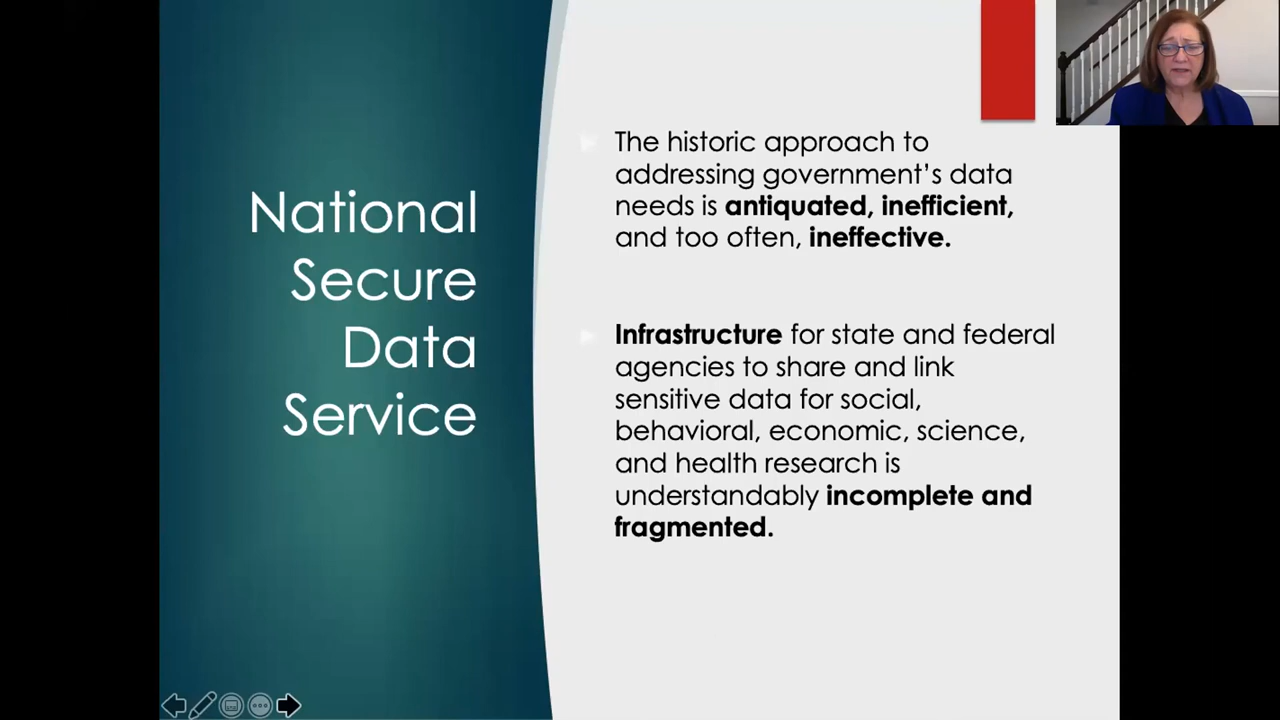 National
Secure
Data
Service
The historic approach to
addressing government’s data
needs is antiquated, inefficient,
and too often, ineffective.
Infrastructure for state and federal
agencies to share and link
sensitive data for social,
behavioral, economic, science,
and health research is
understandably incomplete and
fragmented.